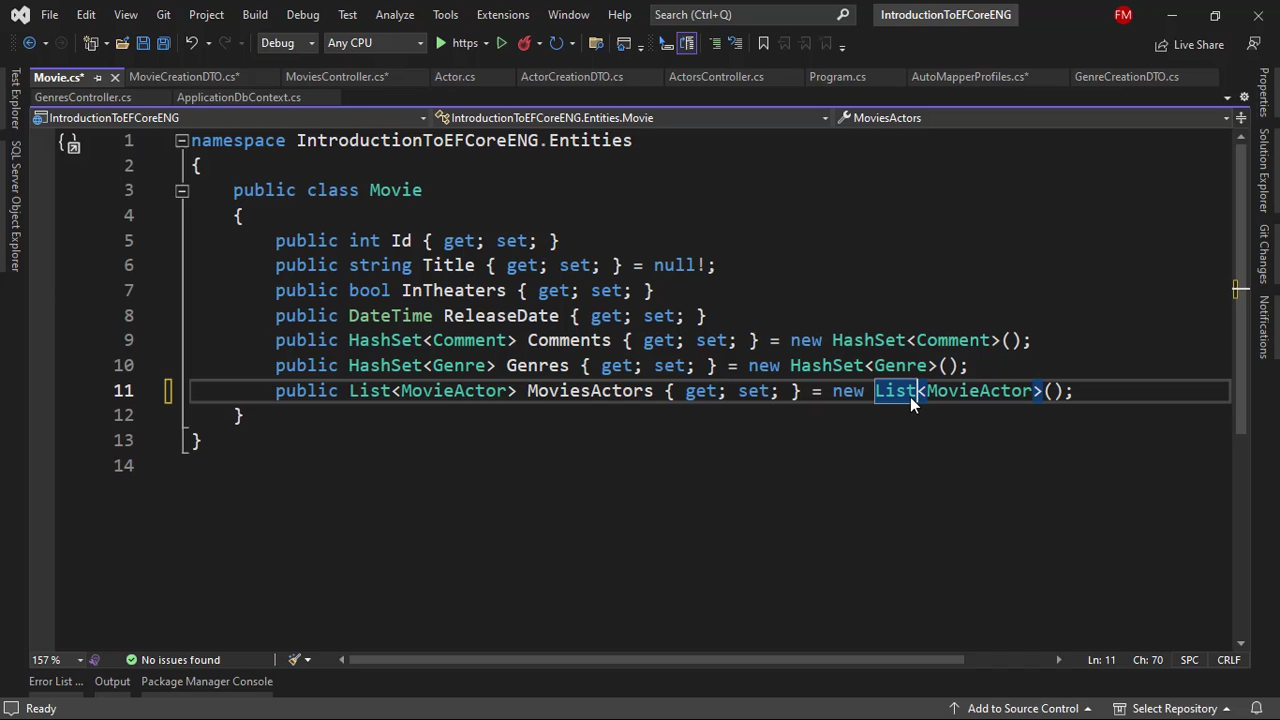 File Edit View Git Project Build Debug Test Analyze Tools Extensions Window Help Search (Ctrl+Q) IntroductionToEFCoreENG FM
Debug Any CPU https Live Share
Movie.cs* MovieCreationDTO.cs* MoviesController.cs* Actor.cs ActorCreationDTO.cs ActorsController.cs Program.cs AutoMapperProfiles.cs* GenreCreationDTO.cs
GenresController.cs ApplicationDbContext.cs
IntroductionToEFCoreENG IntroductionToEFCoreENG.Entities.Movie MoviesActors
Test Explorer
SQL Server Object Explorer
1 namespace IntroductionToEFCoreENG.Entities
2 {
3 public class Movie
4 {
5 public int Id { get; set; }
6 public string Title { get; set; } = null!;
7 public bool InTheaters { get; set; }
8 public DateTime ReleaseDate { get; set; }
9 public HashSet<Comment> Comments { get; set; } = new HashSet<Comment>();
10 public HashSet<Genre> Genres { get; set; } = new HashSet<Genre>();
11 public List<MovieActor> MoviesActors { get; set; } = new List<MovieActor>();
12 }
13 }
14
Properties
Solution Explorer
Git Changes
Notifications
157 % No issues found Ln: 11 Ch: 70 SPC CRLF
Error List ... Output Package Manager Console
Ready Add to Source Control Select Repository